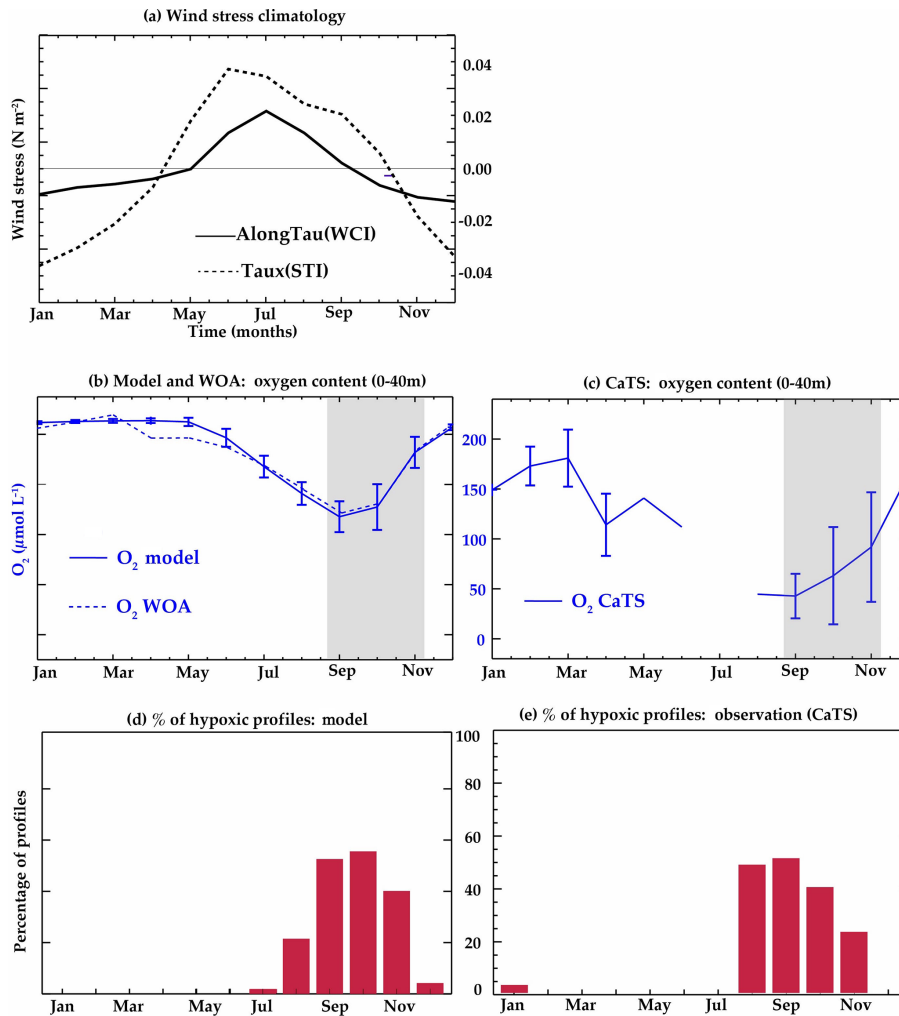 (a) Wind stress climatology
Wind stress (N m⁻²)
0.04
0.02
0.00
-0.02
-0.04
AlongTau(WCI)
Taux(STI)
Jan Mar May Jul Sep Nov
Time (months)
(b) Model and WOA: oxygen content (0-40m)
O₂ (µmol L⁻¹)
O₂ model
O₂ WOA
Jan Mar May Jul Sep Nov
(c) CaTS: oxygen content (0-40m)
200
150
100
50
0
O₂ CaTS
Jan Mar May Jul Sep Nov
(d) % of hypoxic profiles: model
Percentage of profiles
Jan Mar May Jul Sep Nov
(e) % of hypoxic profiles: observation (CaTS)
100
80
60
40
20
0
Jan Mar May Jul Sep Nov